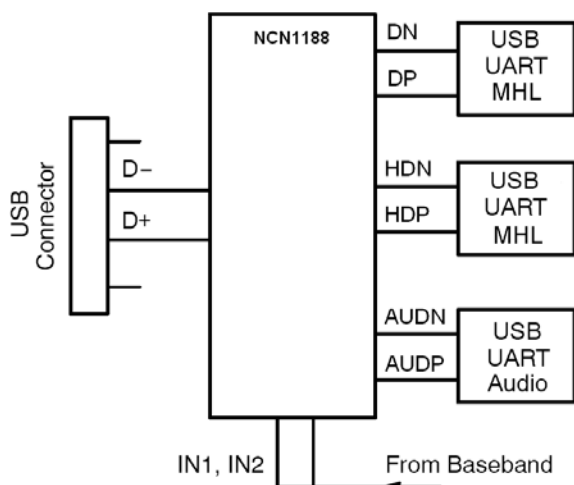 NCN1188
DN
DP
USB
UART
MHL
USB
Connector
D–
D+
HDN
HDP
USB
UART
MHL
AUDN
AUDP
USB
UART
Audio
IN1, IN2
From Baseband